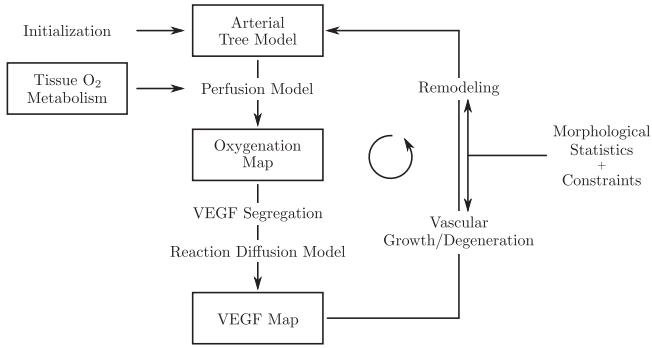 Initialization
Arterial
Tree Model
Tissue O₂
Metabolism
Perfusion Model
Remodeling
Oxygenation
Map
Morphological
Statistics
+
Constraints
VEGF Segregation
Vascular
Growth/Degeneration
Reaction Diffusion Model
VEGF Map